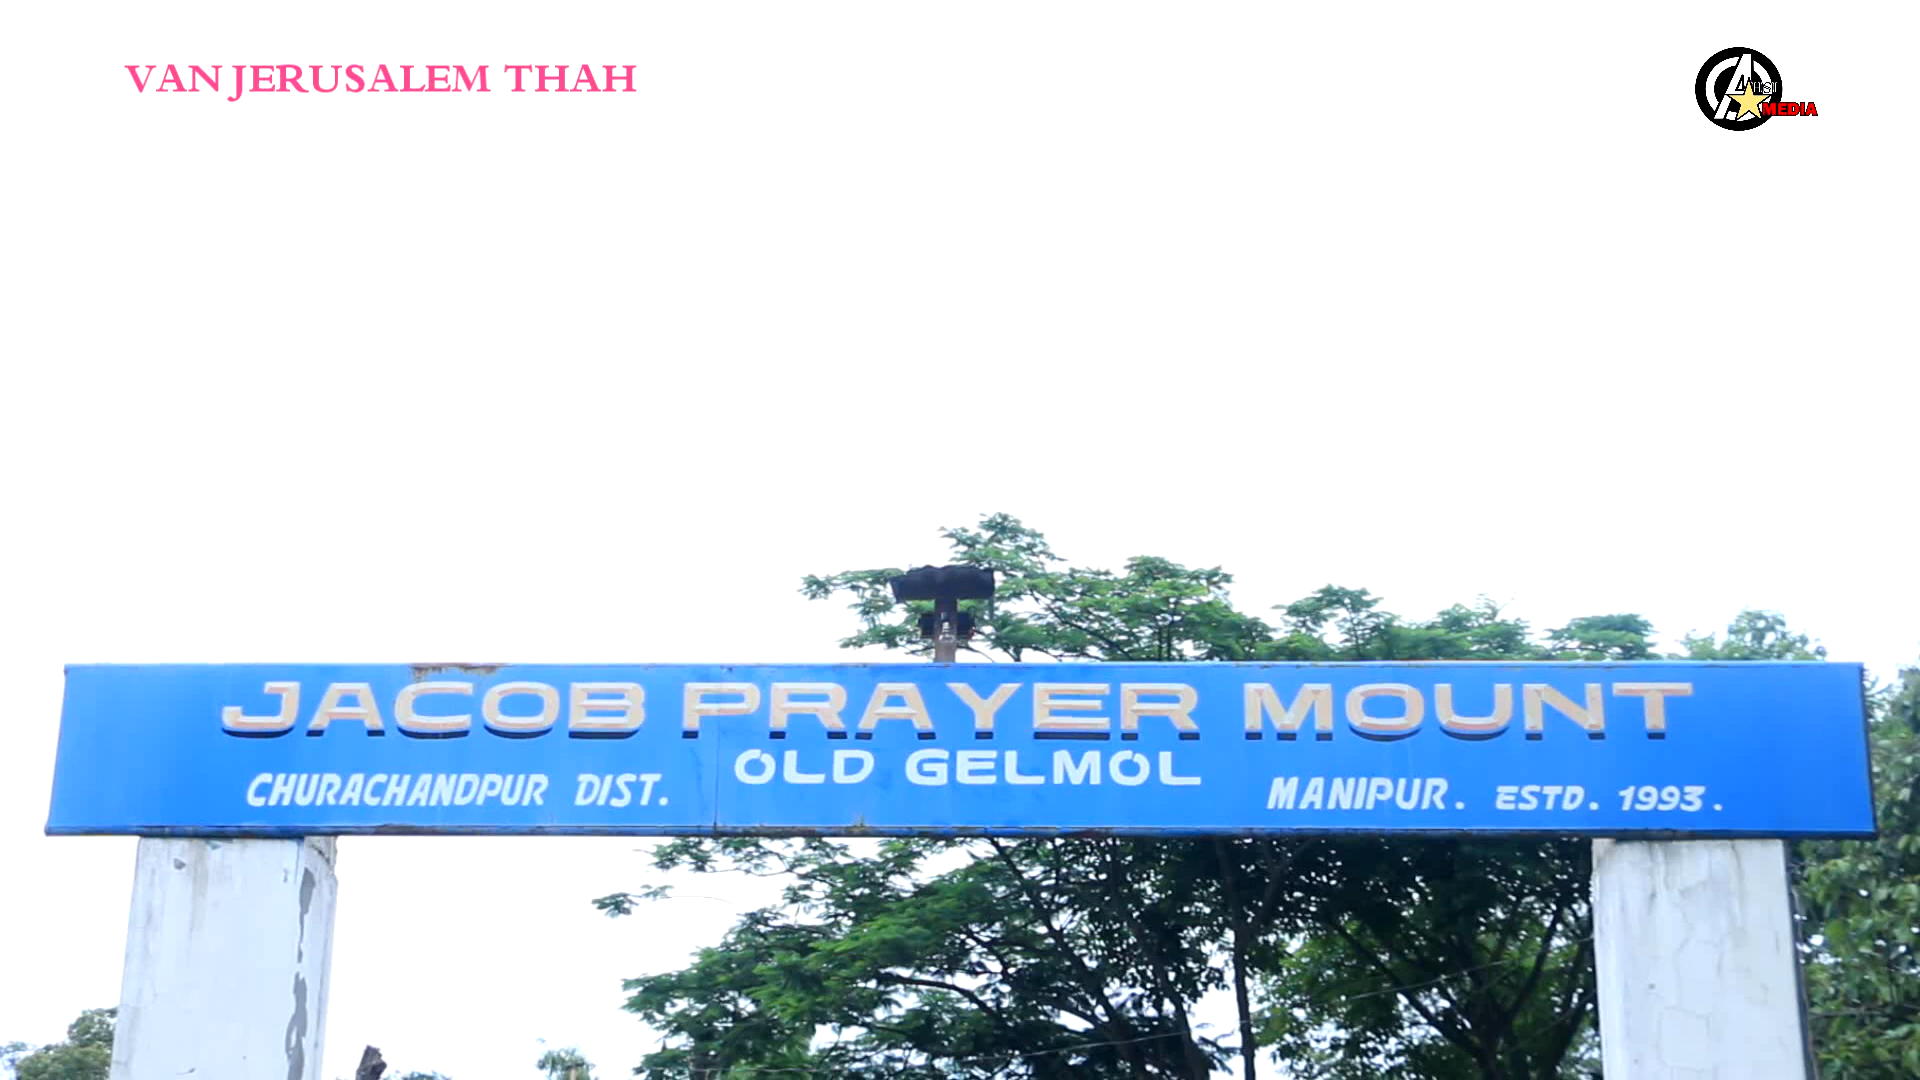 VAN JERUSALEM THAH
MEDIA
JACOB PRAYER MOUNT
OLD GELMOL
CHURACHANDPUR DIST.
MANIPUR. ESTD. 1993.